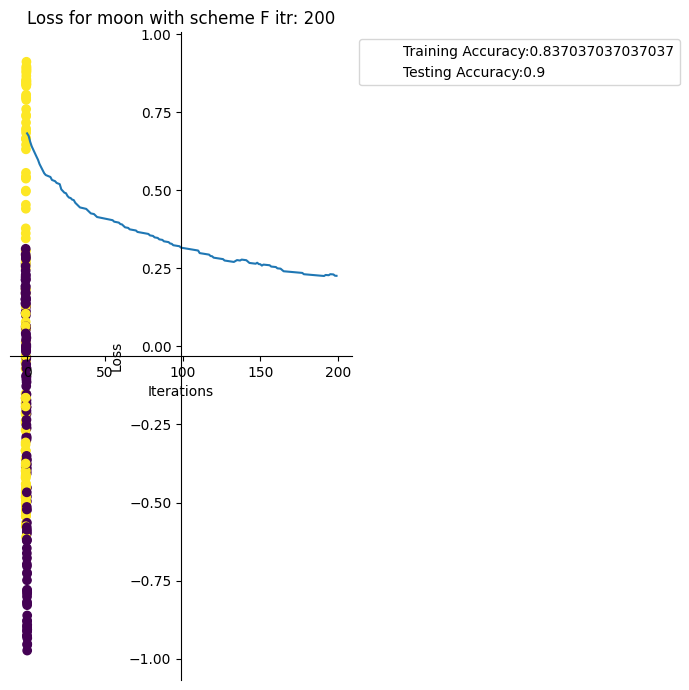 Loss for moon with scheme F itr: 200
Training Accuracy:0.837037037037037
Testing Accuracy:0.9
1.00
0.75
0.50
0.25
0.00
−0.25
−0.50
−0.75
−1.00
Loss
0
50
100
150
200
Iterations